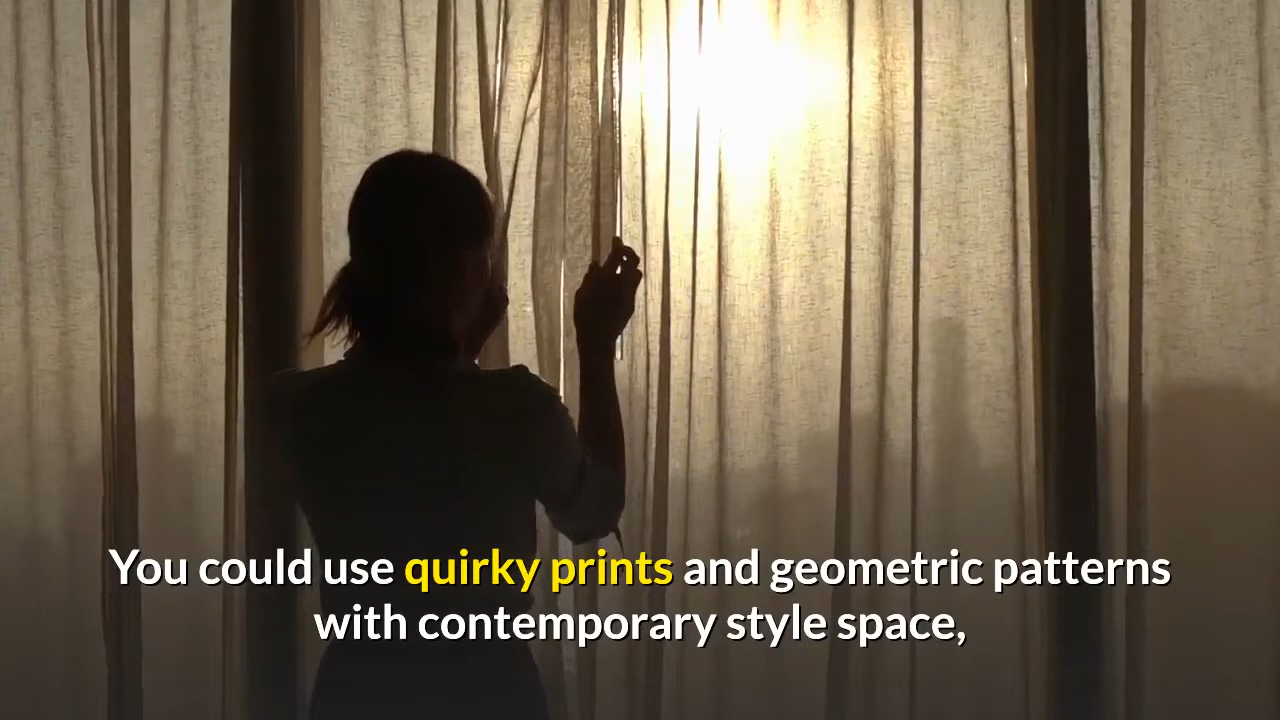 You could use quirky prints and geometric patterns
with contemporary style space,